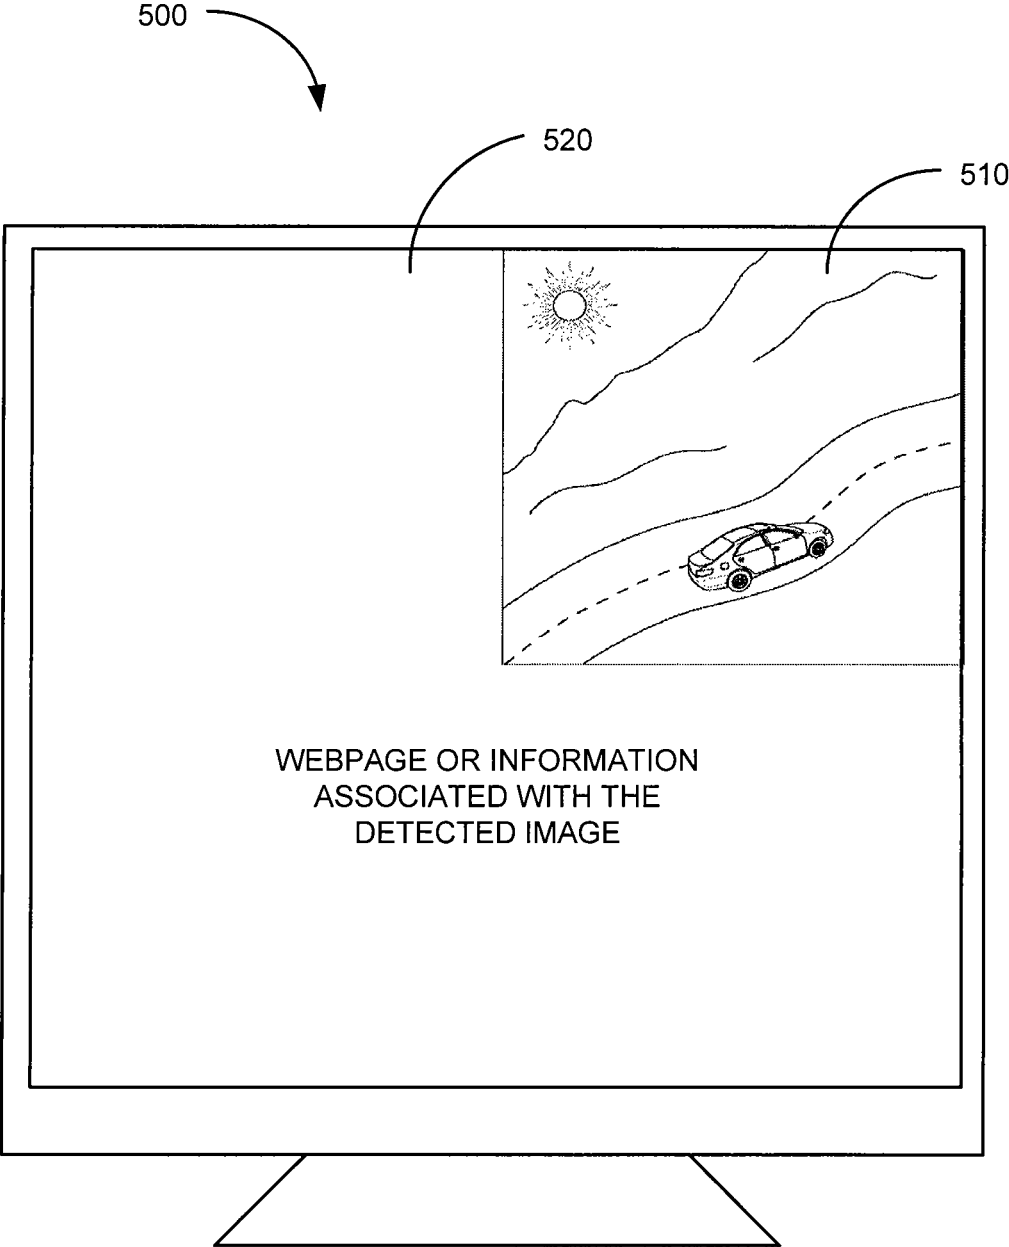 500
520
510
WEBPAGE OR INFORMATION
ASSOCIATED WITH THE
DETECTED IMAGE